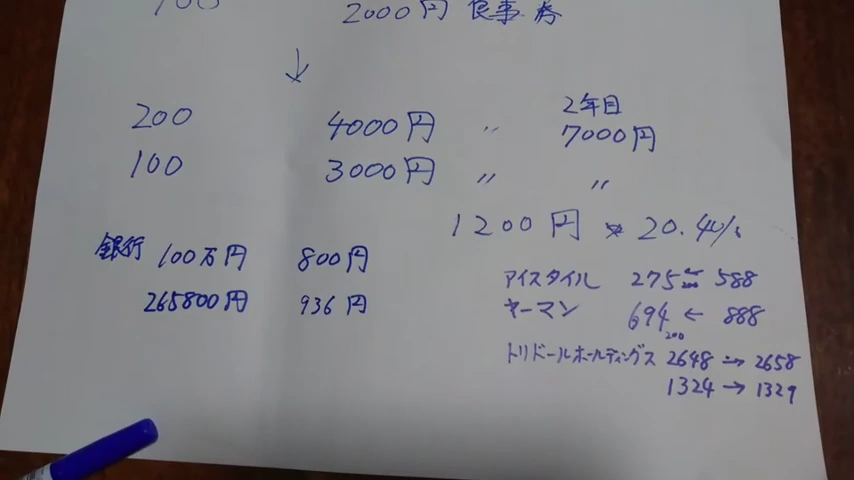 100 2000円 食事券
↓
2年目
200 4000円 〃 7000円
100 3000円 〃 〃
1200円 20.4%
銀行 100万円 800円
265800円 936円
アイスタイル 275 ← 588
200
ヤーマン 694 ← 888
200
トリドールホールディングス 2648 → 2658
1324 → 1329